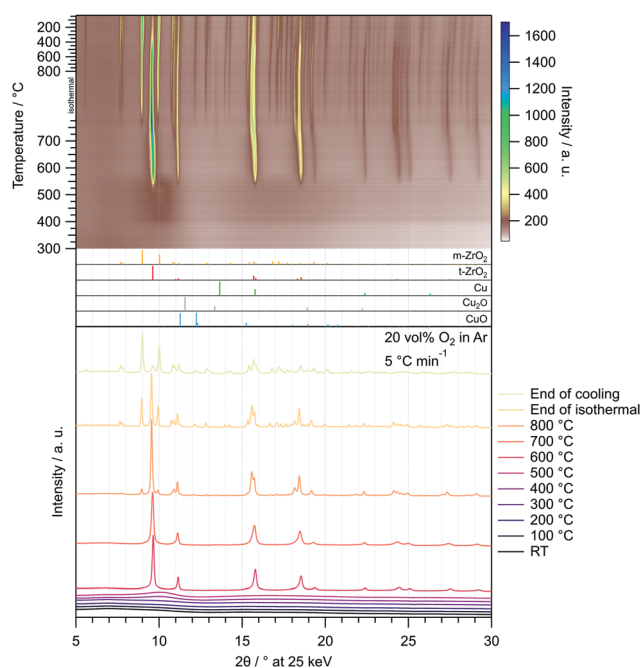 200
400
600
800
isothermal
700
600
500
400
300
Temperature / °C
1600
1400
1200
1000
800
600
400
200
Intensity / a. u.
m-ZrO2
t-ZrO2
Cu
Cu2O
CuO
20 vol% O2 in Ar
5 °C min-1
Intensity / a. u.
End of cooling
End of isothermal
800 °C
700 °C
600 °C
500 °C
400 °C
300 °C
200 °C
100 °C
RT
5 10 15 20 25 30
2θ / ° at 25 keV